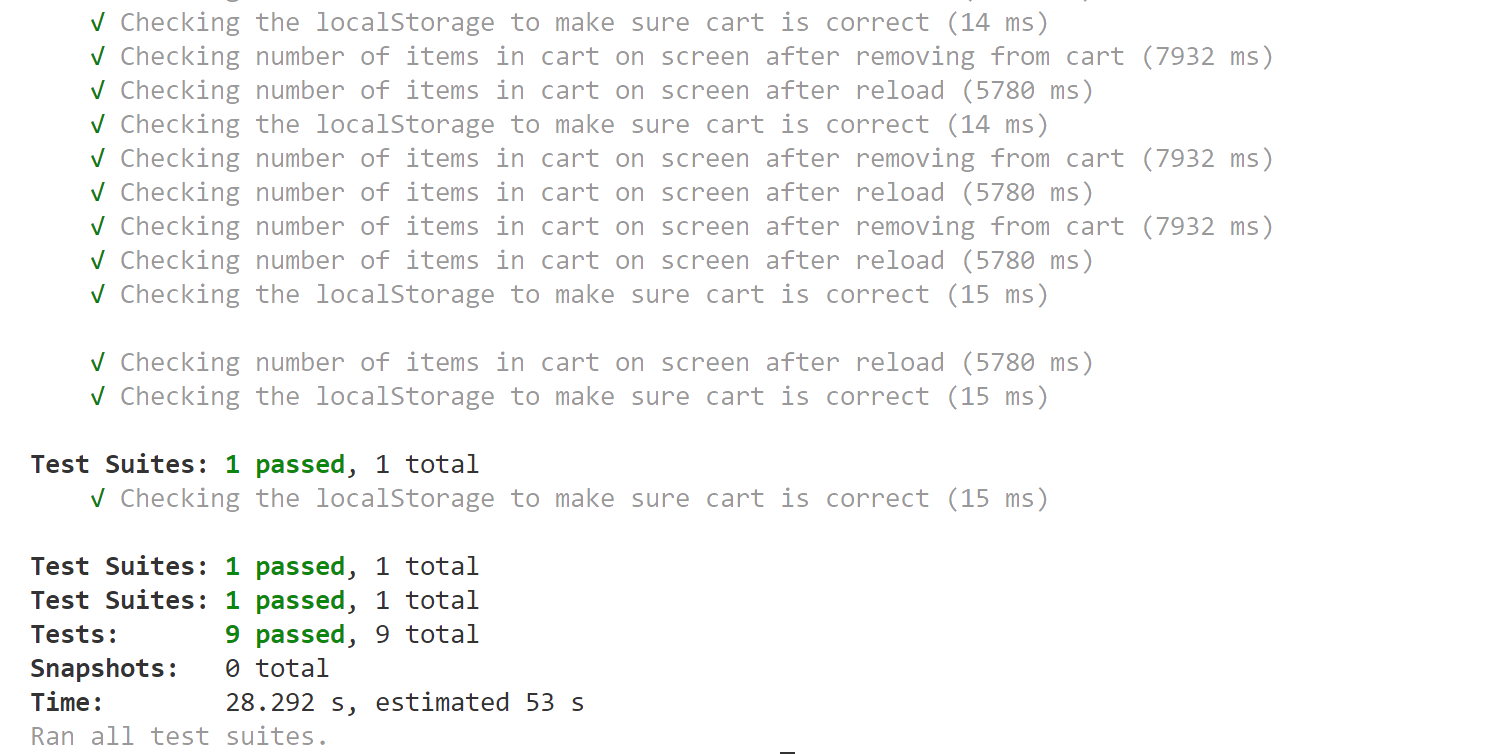 √ Checking the localStorage to make sure cart is correct (14 ms)
√ Checking number of items in cart on screen after removing from cart (7932 ms)
√ Checking number of items in cart on screen after reload (5780 ms)
√ Checking the localStorage to make sure cart is correct (14 ms)
√ Checking number of items in cart on screen after removing from cart (7932 ms)
√ Checking number of items in cart on screen after reload (5780 ms)
√ Checking number of items in cart on screen after removing from cart (7932 ms)
√ Checking number of items in cart on screen after reload (5780 ms)
√ Checking the localStorage to make sure cart is correct (15 ms)
√ Checking number of items in cart on screen after reload (5780 ms)
√ Checking the localStorage to make sure cart is correct (15 ms)
Test Suites: 1 passed, 1 total
√ Checking the localStorage to make sure cart is correct (15 ms)
Test Suites: 1 passed, 1 total
Test Suites: 1 passed, 1 total
Tests: 9 passed, 9 total
Snapshots: 0 total
Time: 28.292 s, estimated 53 s
Ran all test suites.